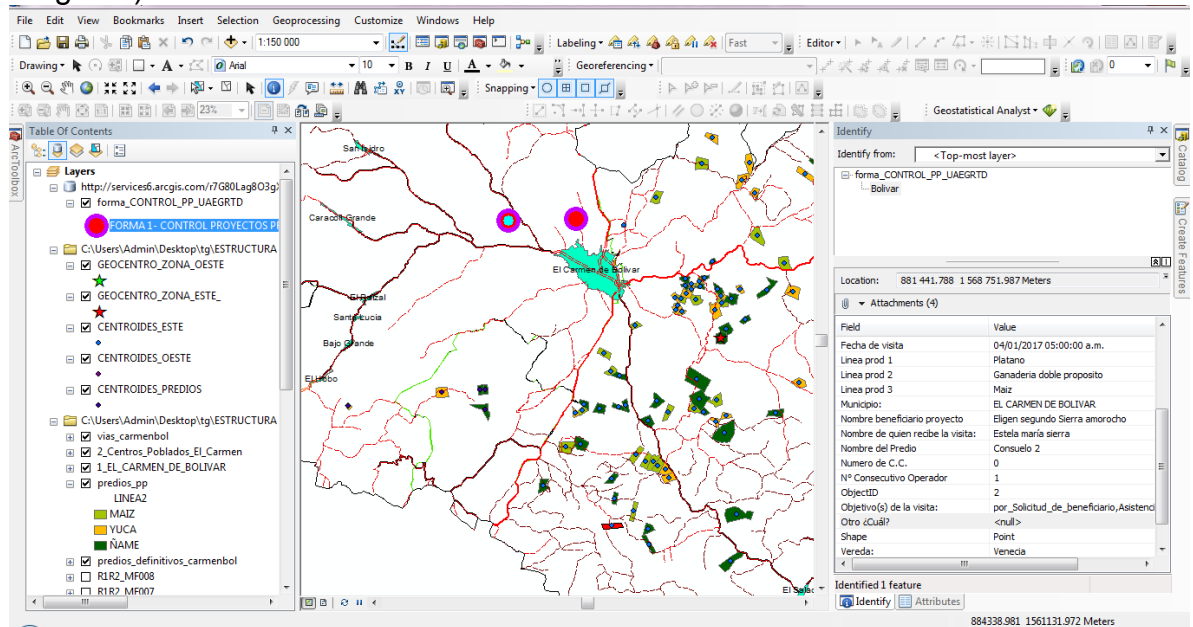 File Edit View Bookmarks Insert Selection Geoprocessing Customize Windows Help
1:150 000 Labeling Fast Editor
Drawing A Arial 10 B I U A Georeferencing 0
Snapping
23% Geostatistical Analyst
Table Of Contents
ArcToolbox
Layers
http://services6.arcgis.com/r7G80Lag8O3g
forma_CONTROL_PP_UAEGRTD
FORMA 1- CONTROL PROYECTOS P
C:\Users\Admin\Desktop\tg\ESTRUCTURA
GEOCENTRO_ZONA_OESTE
GEOCENTRO_ZONA_ESTE_
CENTROIDES_ESTE
CENTROIDES_OESTE
CENTROIDES_PREDIOS
C:\Users\Admin\Desktop\tg\ESTRUCTURA
vias_carmenbol
2_Centros_Poblados_El_Carmen
1_EL_CARMEN_DE_BOLIVAR
predios_pp
LINEA2
MAIZ
YUCA
ÑAME
predios_definitivos_carmenbol
R1R2_MF008
R1R2_MF007
San Isidro
Caracoli Grande
El Carmen de Bolivar
El Raizal
Santa Lucia
Bajo Grande
El Hobo
El Salac
Identify
Identify from: <Top-most layer>
forma_CONTROL_PP_UAEGRTD
Bolivar
Location: 881 441.788 1 568 751.987 Meters
Attachments (4)
Field Value
Fecha de visita 04/01/2017 05:00:00 a.m.
Linea prod 1 Platano
Linea prod 2 Ganaderia doble proposito
Linea prod 3 Maiz
Municipio: EL CARMEN DE BOLIVAR
Nombre beneficiario proyecto Eligen segundo Sierra amorocho
Nombre de quien recibe la visita: Estela maría sierra
Nombre del Predio Consuelo 2
Numero de C.C. 0
Nº Consecutivo Operador 1
ObjectID 2
Objetivo(s) de la visita: por_Solicitud_de_beneficiario,Asistenci
Otro ¿Cuál? <null>
Shape Point
Vereda: Venecia
Identified 1 feature
Identify Attributes
Catalog
Create Features
884338.981 1561131.972 Meters